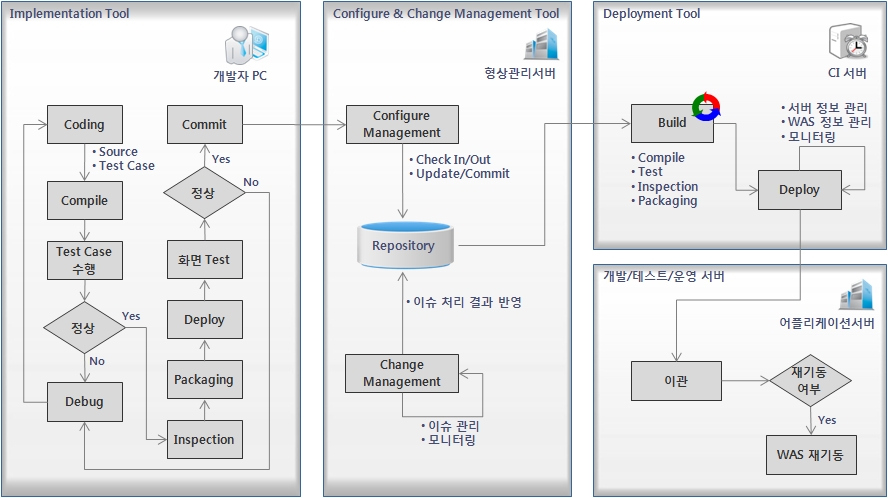 Implementation Tool
개발자 PC
Coding
• Source
• Test Case
Compile
Test Case
수행
정상
Yes
No
Debug
Commit
Yes
정상
No
화면 Test
Deploy
Packaging
Inspection
Configure & Change Management Tool
형상관리서버
Configure
Management
• Check In/Out
• Update/Commit
Repository
• 이슈 처리 결과 반영
Change
Management
• 이슈 관리
• 모니터링
Deployment Tool
CI 서버
Build
• Compile
• Test
• Inspection
• Packaging
• 서버 정보 관리
• WAS 정보 관리
• 모니터링
Deploy
개발/테스트/운영 서버
어플리케이션서버
이관
재기동
여부
Yes
WAS 재기동